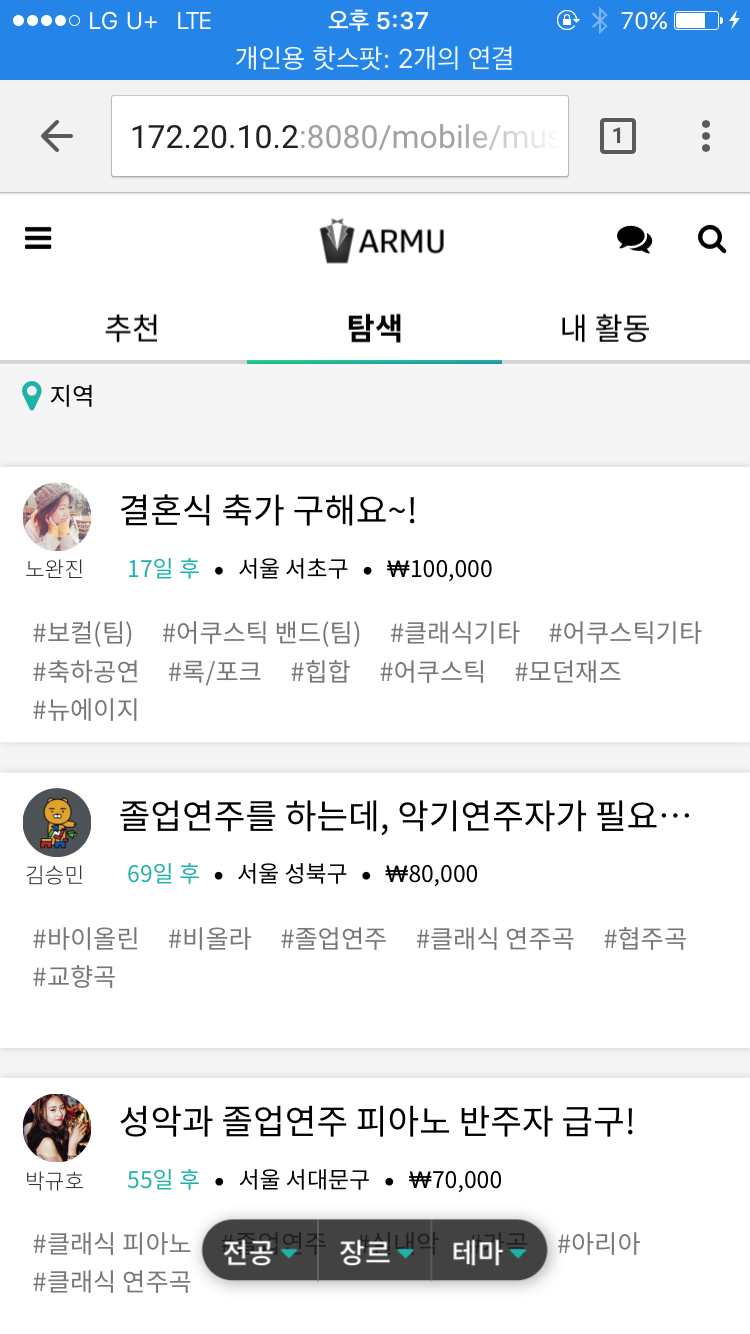 LG U+ LTE 오후 5:37 70%
개인용 핫스팟: 2개의 연결
172.20.10.2:8080/mobile/mus
1
ARMU
추천 탐색 내 활동
지역
결혼식 축가 구해요~!
노완진 17일 후 • 서울 서초구 • ₩100,000
#보컬(팀) #어쿠스틱 밴드(팀) #클래식기타 #어쿠스틱기타
#축하공연 #록/포크 #힙합 #어쿠스틱 #모던재즈
#뉴에이지
졸업연주를 하는데, 악기연주자가 필요…
김승민 69일 후 • 서울 성북구 • ₩80,000
#바이올린 #비올라 #졸업연주 #클래식 연주곡 #협주곡
#교향곡
성악과 졸업연주 피아노 반주자 급구!
박규호 55일 후 • 서울 서대문구 • ₩70,000
#클래식 피아노 #졸업연주 #실내악 #가곡 #아리아
전공 장르 테마
#클래식 연주곡